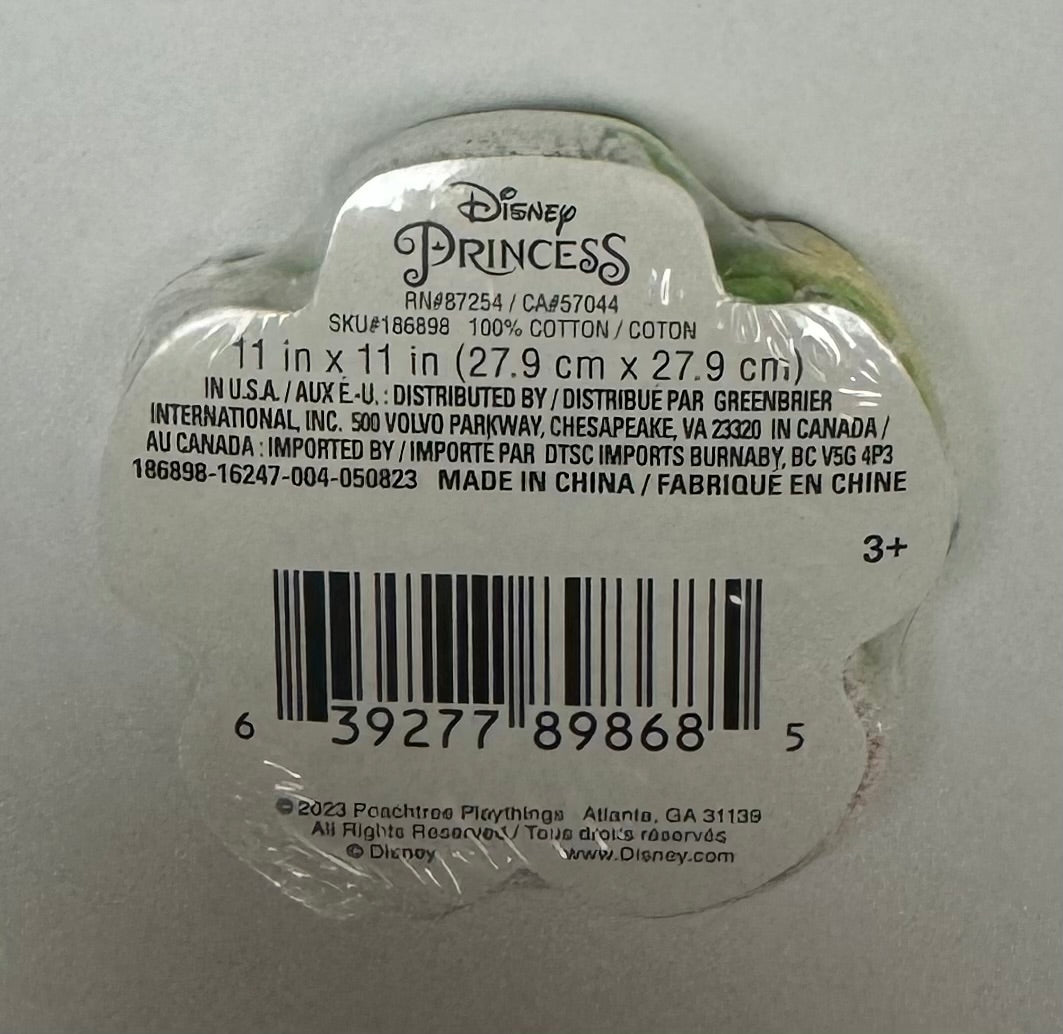 Disney
PRINCESS
RN#87254 / CA#57044
SKU#186898 100% COTTON / COTON
11 in x 11 in (27.9 cm x 27.9 cm)
IN U.S.A. / AUX É.-U. : DISTRIBUTED BY / DISTRIBUÉ PAR GREENBRIER
INTERNATIONAL, INC. 500 VOLVO PARKWAY, CHESAPEAKE, VA 23320 IN CANADA /
AU CANADA : IMPORTED BY / IMPORTÉ PAR DTSC IMPORTS BURNABY, BC V5G 4P3
186898-16247-004-050823 MADE IN CHINA / FABRIQUÉ EN CHINE
3+
6 39277 89868 5
© 2023 Peachtree Playthings Atlanta, GA 31139
All Rights Reserved / Tous droits réservés
© Disney www.Disney.com